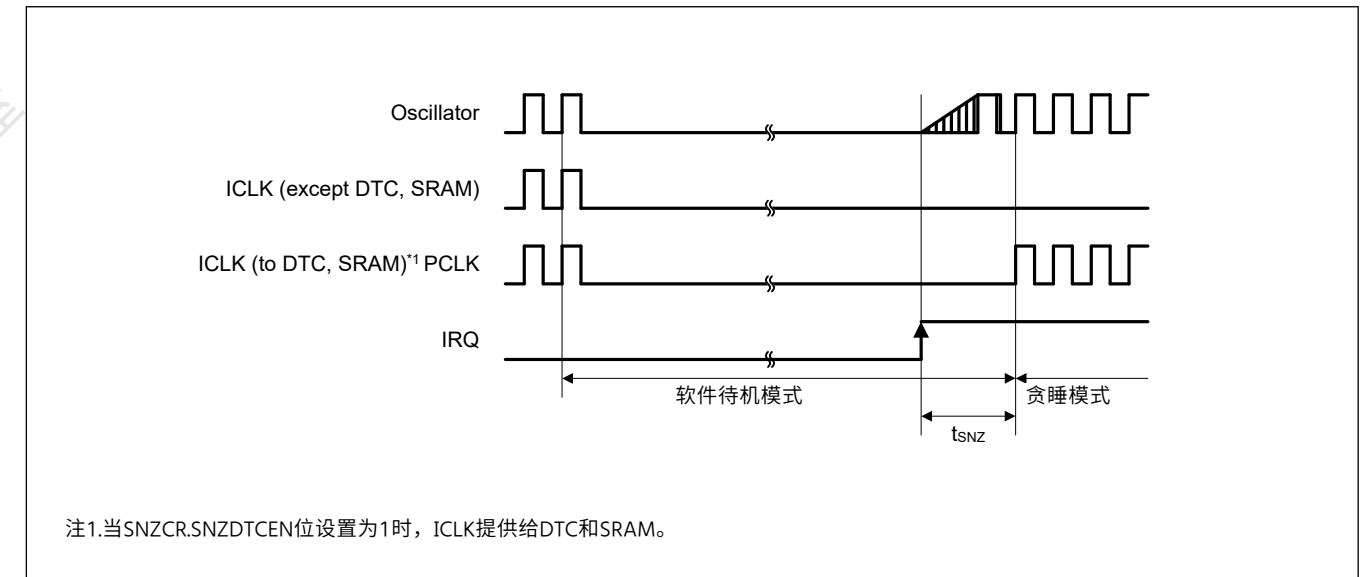 Oscillator
ICLK (except DTC, SRAM)
ICLK (to DTC, SRAM)*1 PCLK
IRQ
软件待机模式
贪睡模式
tSNZ
注1.当SNZCR.SNZDTCEN位设置为1时，ICLK提供给DTC和SRAM。